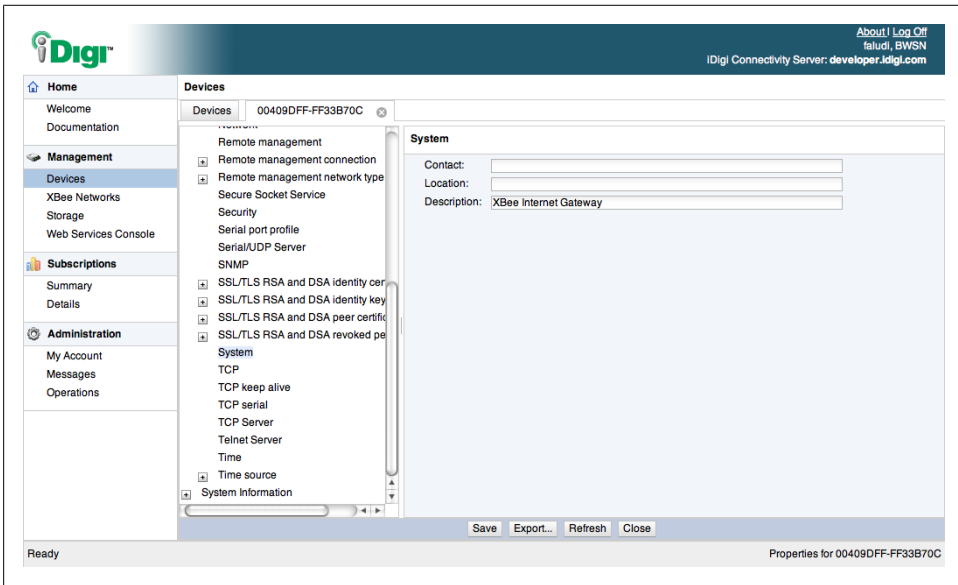 iDigi™
About | Log Off
faludi, BWSN
iDigi Connectivity Server: developer.idigi.com
Home
Welcome
Documentation
Management
Devices
XBee Networks
Storage
Web Services Console
Subscriptions
Summary
Details
Administration
My Account
Messages
Operations
Devices
Devices 00409DFF-FF33B70C
Network
Remote management
Remote management connection
Remote management network type
Secure Socket Service
Security
Serial port profile
Serial/UDP Server
SNMP
SSL/TLS RSA and DSA identity cer
SSL/TLS RSA and DSA identity key
SSL/TLS RSA and DSA peer certific
SSL/TLS RSA and DSA revoked pe
System
TCP
TCP keep alive
TCP serial
TCP Server
Telnet Server
Time
Time source
System Information
System
Contact:
Location:
Description: XBee Internet Gateway
Save Export... Refresh Close
Ready
Properties for 00409DFF-FF33B70C